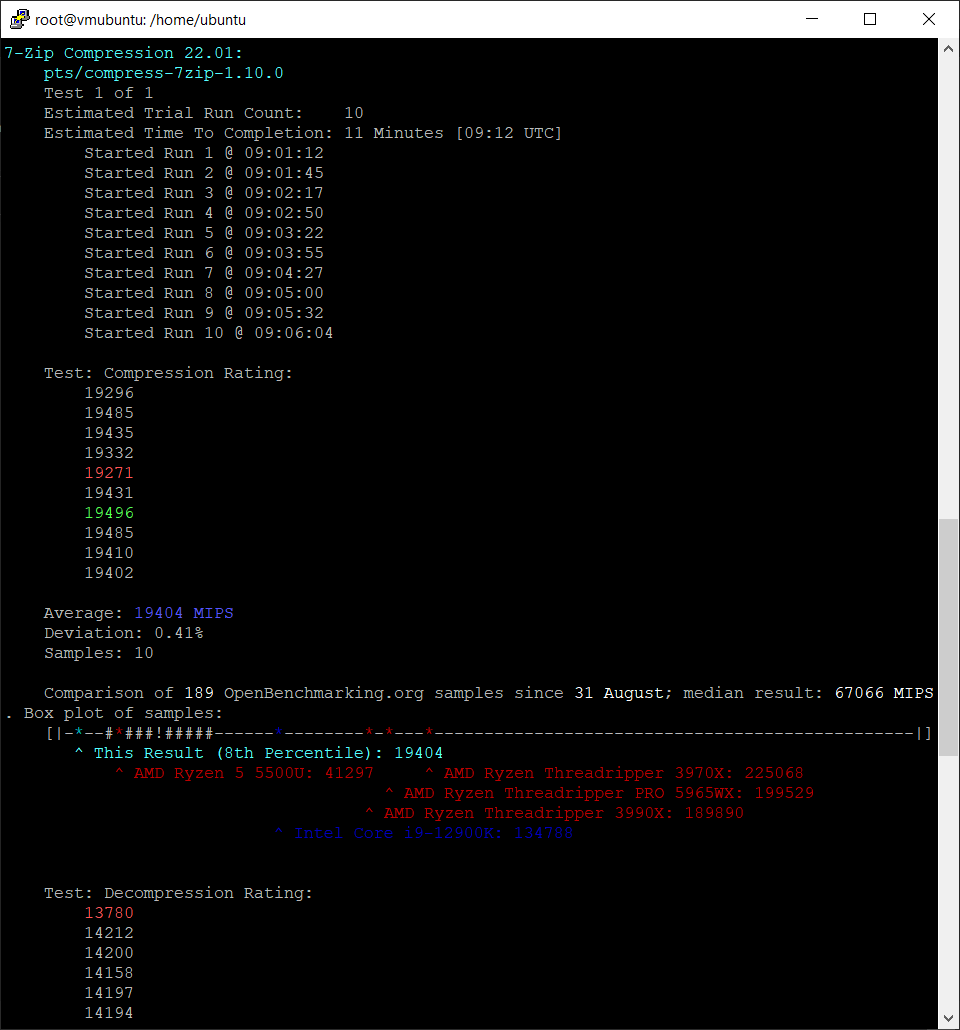 root@vmubuntu: /home/ubuntu
7-Zip Compression 22.01:
pts/compress-7zip-1.10.0
Test 1 of 1
Estimated Trial Run Count:    10
Estimated Time To Completion: 11 Minutes [09:12 UTC]
Started Run 1 @ 09:01:12
Started Run 2 @ 09:01:45
Started Run 3 @ 09:02:17
Started Run 4 @ 09:02:50
Started Run 5 @ 09:03:22
Started Run 6 @ 09:03:55
Started Run 7 @ 09:04:27
Started Run 8 @ 09:05:00
Started Run 9 @ 09:05:32
Started Run 10 @ 09:06:04
Test: Compression Rating:
19296
19485
19435
19332
19271
19431
19496
19485
19410
19402
Average: 19404 MIPS
Deviation: 0.41%
Samples: 10
Comparison of 189 OpenBenchmarking.org samples since 31 August; median result: 67066 MIPS
. Box plot of samples:
[|-*--#*###!#####------*---------*-*---*------------------------------------------------|]
^ This Result (8th Percentile): 19404
^ AMD Ryzen 5 5500U: 41297     ^ AMD Ryzen Threadripper 3970X: 225068
^ AMD Ryzen Threadripper PRO 5965WX: 199529
^ AMD Ryzen Threadripper 3990X: 189890
^ Intel Core i9-12900K: 134788
Test: Decompression Rating:
13780
14212
14200
14158
14197
14194